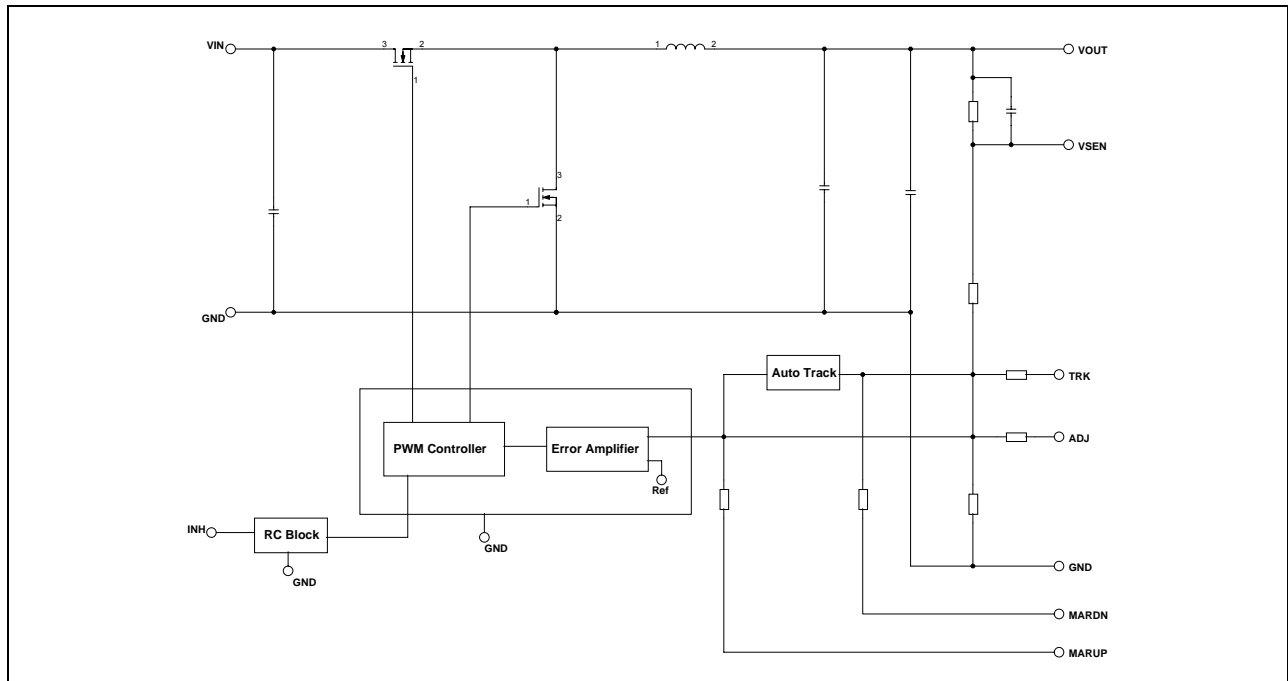 VIN
3
2
1
1
2
VOUT
VSEN
3
1
2
GND
Auto Track
TRK
ADJ
PWM Controller
Error Amplifier
Ref
INH
RC Block
GND
GND
GND
MARDN
MARUP